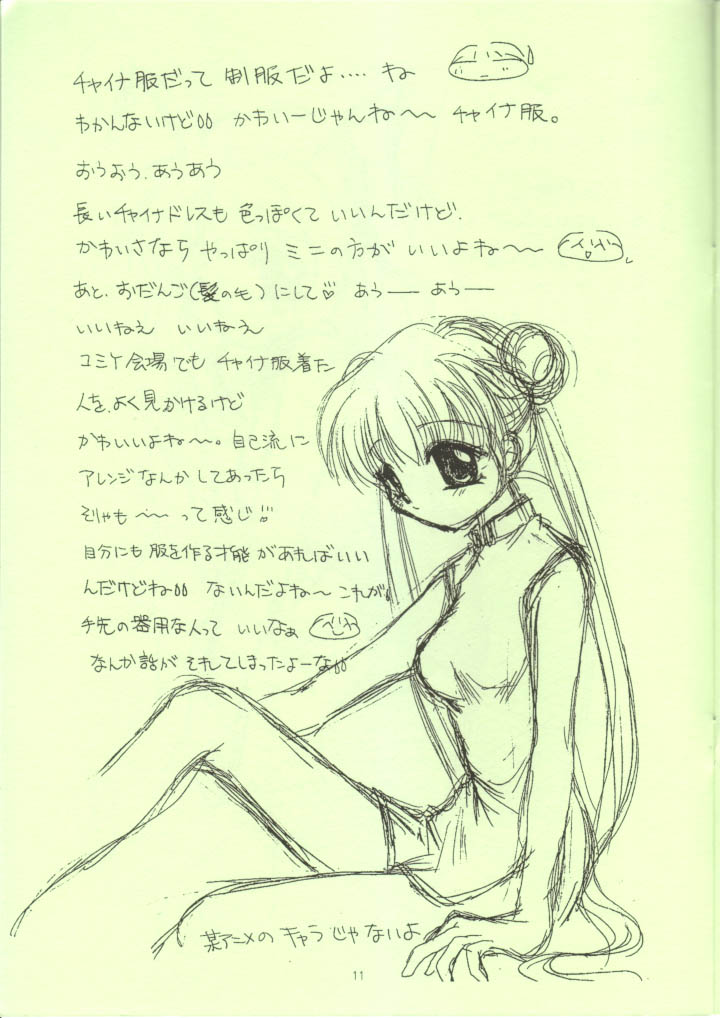 チャイナ服だって 制服だよ‥‥ ね
わかんないけど かわいーじゃんね〜〜 チャイナ服。
おうおう.あうあう
長いチャイナドレスも 色っぽくて いいんだけど.
かわいさなら やっぱり ミニの方が いいよね〜〜
あと、おだんご(髪の毛)にして♡ あう── あう──
いいねえ いいねえ
コミケ会場でも チャイナ服着た
人を、よく見かけるけど
かわいいよね〜〜。自己流に
アレンジなんか してあったら
そりゃも〜〜って感じ
自分にも 服を作る才能があればいい
んだけどね ないんだよね〜 これが
手先の器用な人って いいなぁ
なんか話が それてしまったよーな
某アニメの キャラじゃないよ
11